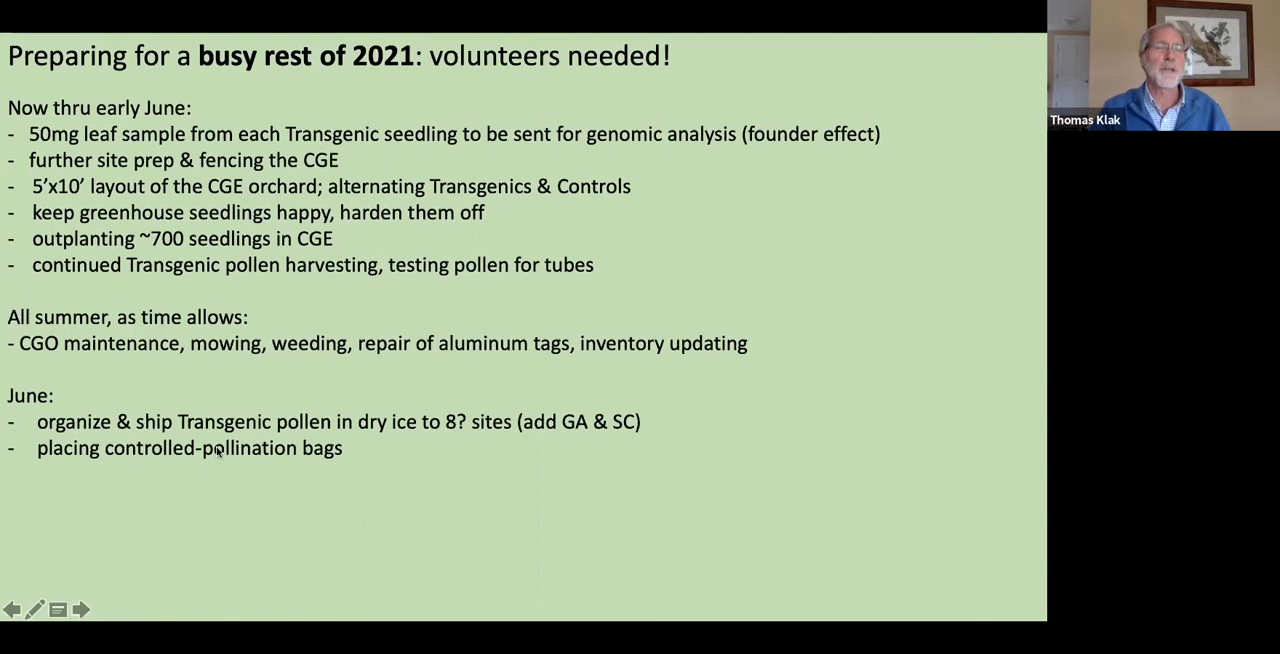 Preparing for a busy rest of 2021: volunteers needed!
Now thru early June:
- 50mg leaf sample from each Transgenic seedling to be sent for genomic analysis (founder effect)
- further site prep & fencing the CGE
- 5’x10’ layout of the CGE orchard; alternating Transgenics & Controls
- keep greenhouse seedlings happy, harden them off
- outplanting ~700 seedlings in CGE
- continued Transgenic pollen harvesting, testing pollen for tubes
All summer, as time allows:
- CGO maintenance, mowing, weeding, repair of aluminum tags, inventory updating
June:
- organize & ship Transgenic pollen in dry ice to 8? sites (add GA & SC)
- placing controlled-pollination bags
Thomas Klak